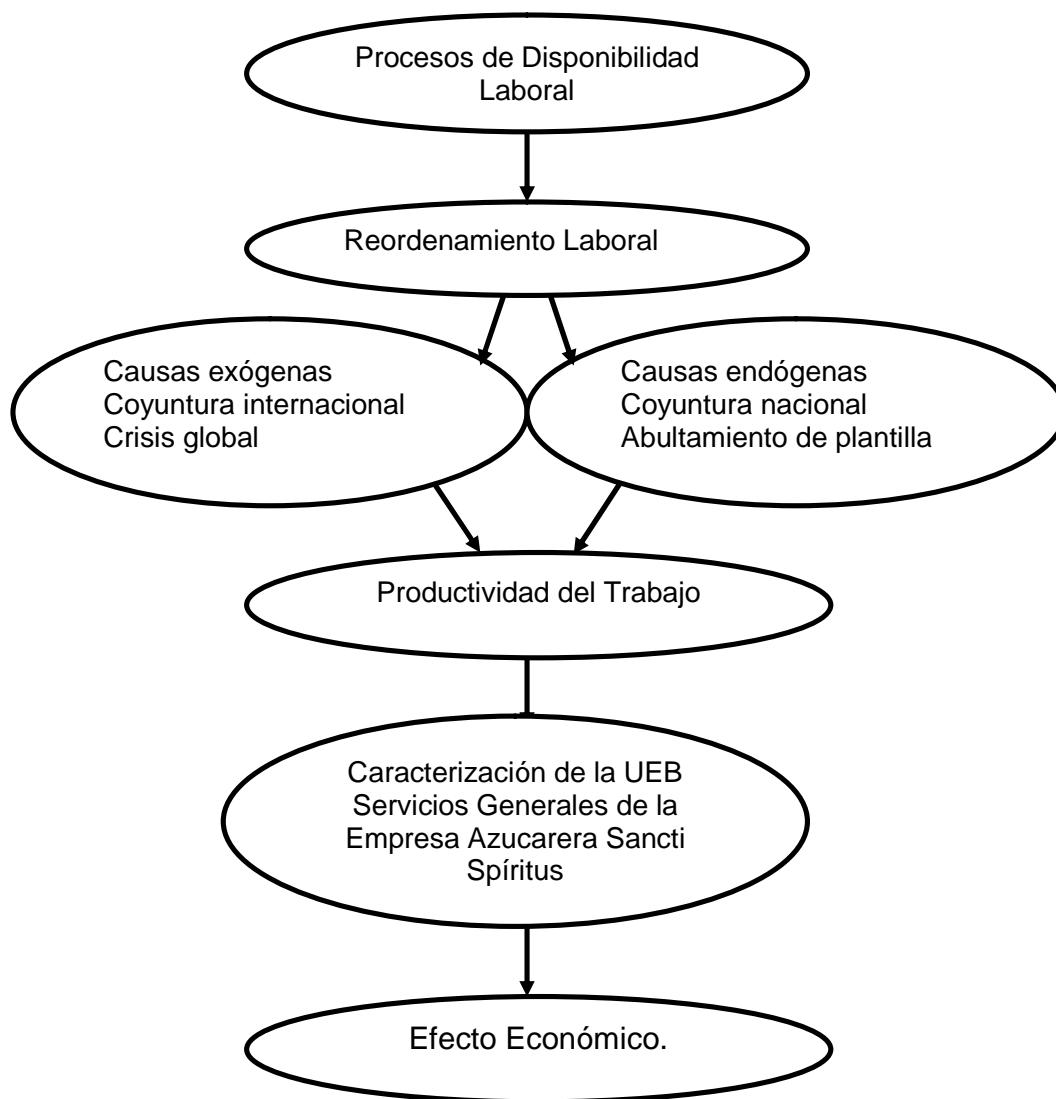 Procesos de Disponibilidad
Laboral
Reordenamiento Laboral
Causas exógenas
Coyuntura internacional
Crisis global
Causas endógenas
Coyuntura nacional
Abultamiento de plantilla
Productividad del Trabajo
Caracterización de la UEB
Servicios Generales de la
Empresa Azucarera Sancti
Spíritus
Efecto Económico.